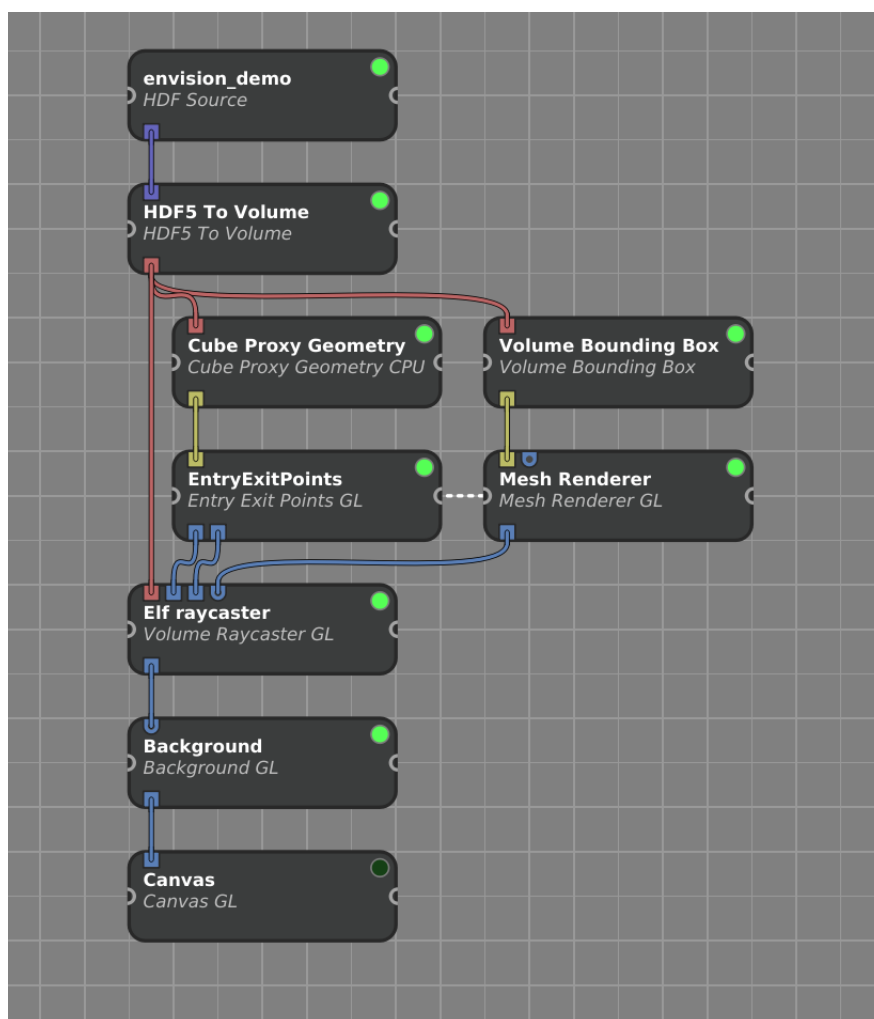 envision_demo
HDF Source
HDF5 To Volume
HDF5 To Volume
Cube Proxy Geometry
Cube Proxy Geometry CPU
Volume Bounding Box
Volume Bounding Box
EntryExitPoints
Entry Exit Points GL
Mesh Renderer
Mesh Renderer GL
Elf raycaster
Volume Raycaster GL
Background
Background GL
Canvas
Canvas GL